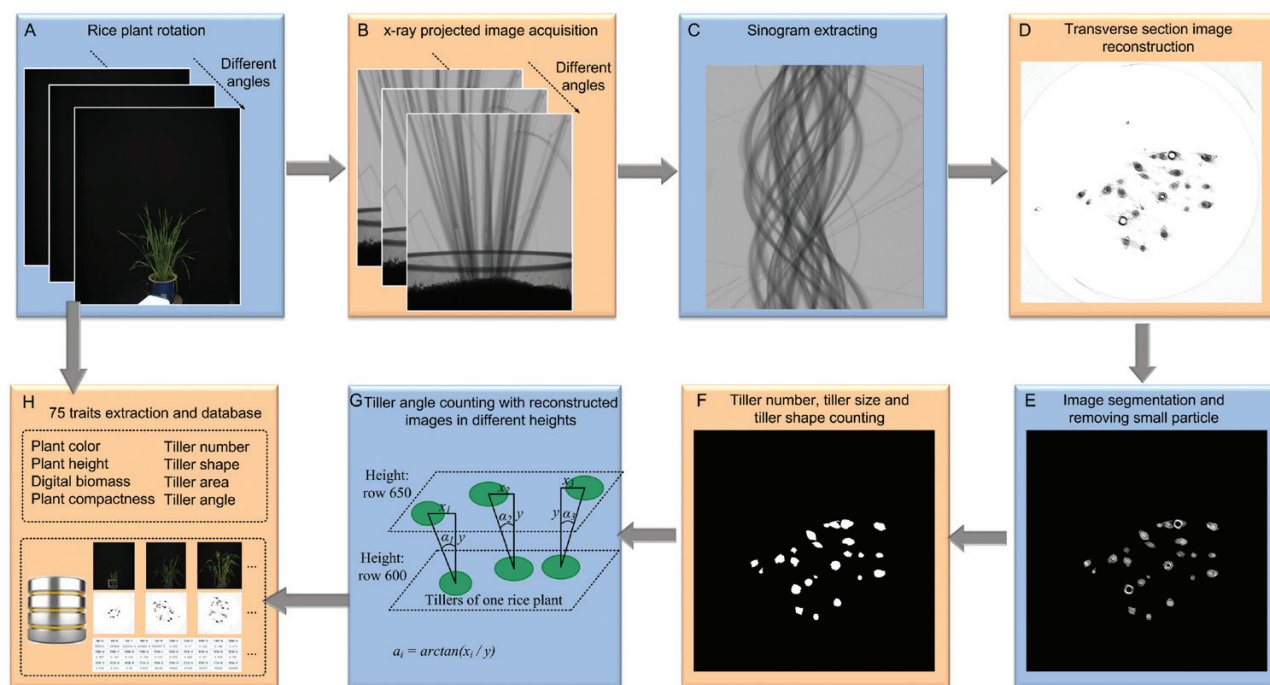 A
Rice plant rotation
Different
angles
B
x-ray projected image acquisition
Different
angles
C
Sinogram extracting
D
Transverse section image
reconstruction
H
75 traits extraction and database
Plant color
Plant height
Digital biomass
Plant compactness
Tiller number
Tiller shape
Tiller area
Tiller angle
...
...
...
G
Tiller angle counting with reconstructed
images in different heights
Height:
row 650
x1
x2
x3
α1
y
α2
y
y
α3
Height:
row 600
Tillers of one rice plant
ai = arctan(xi / y)
F
Tiller number, tiller size and
tiller shape counting
E
Image segmentation and
removing small particle